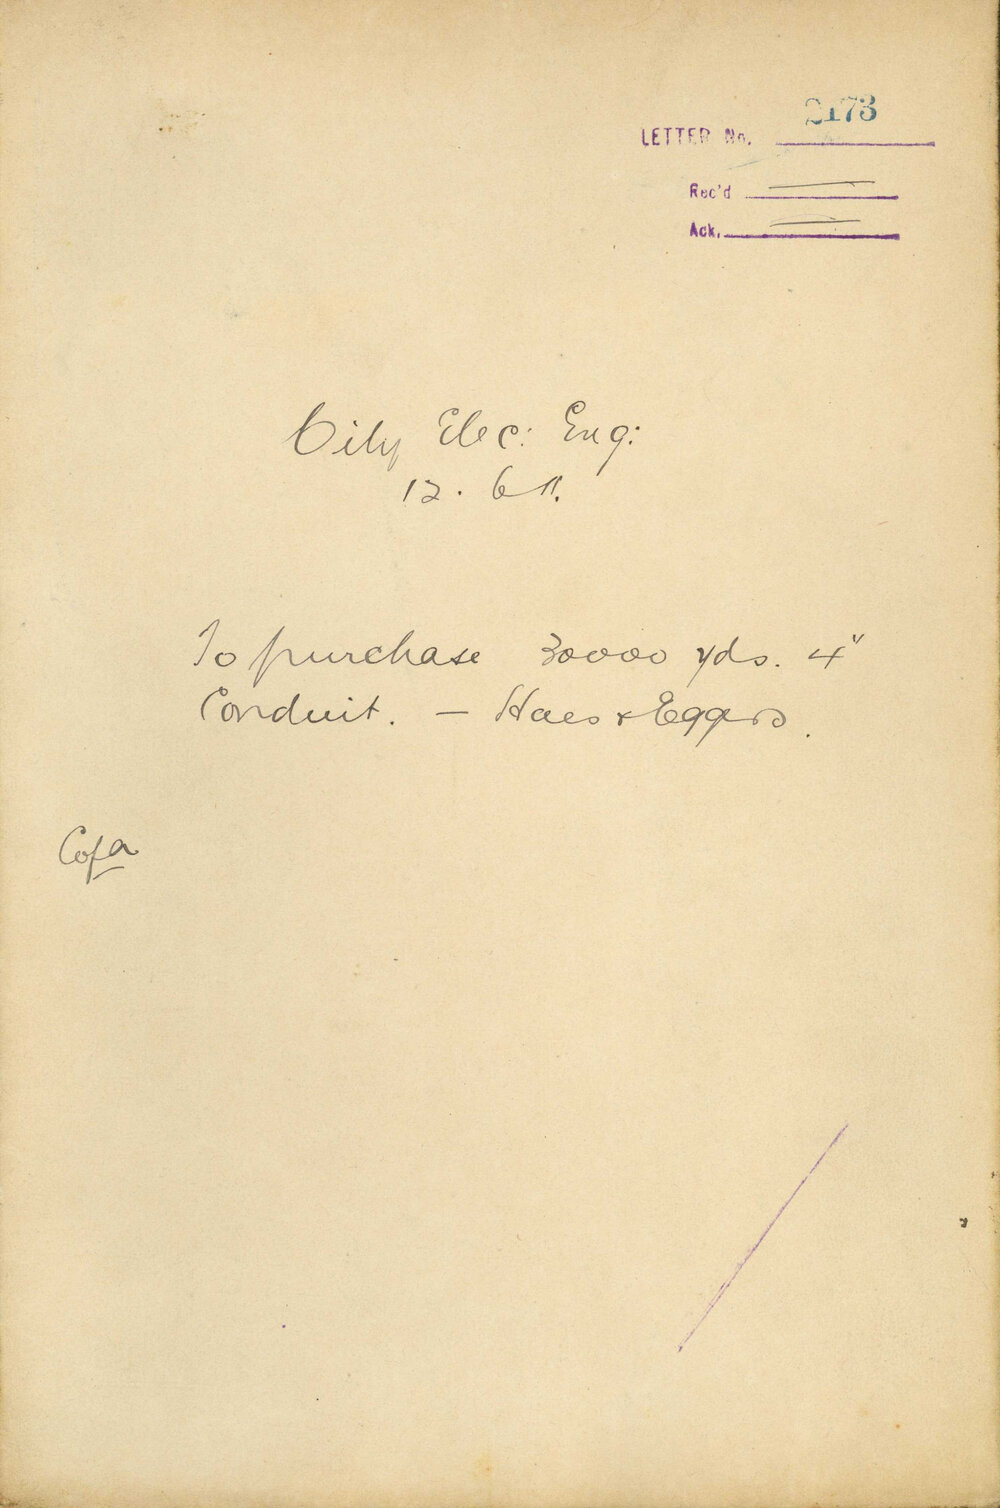 LETTER No. 2173
Rec'd
Ack.
City Elec: Eng:
12. 6 11.
To purchase 30000 yds. 4"
Conduit. — Haes & Eggers.